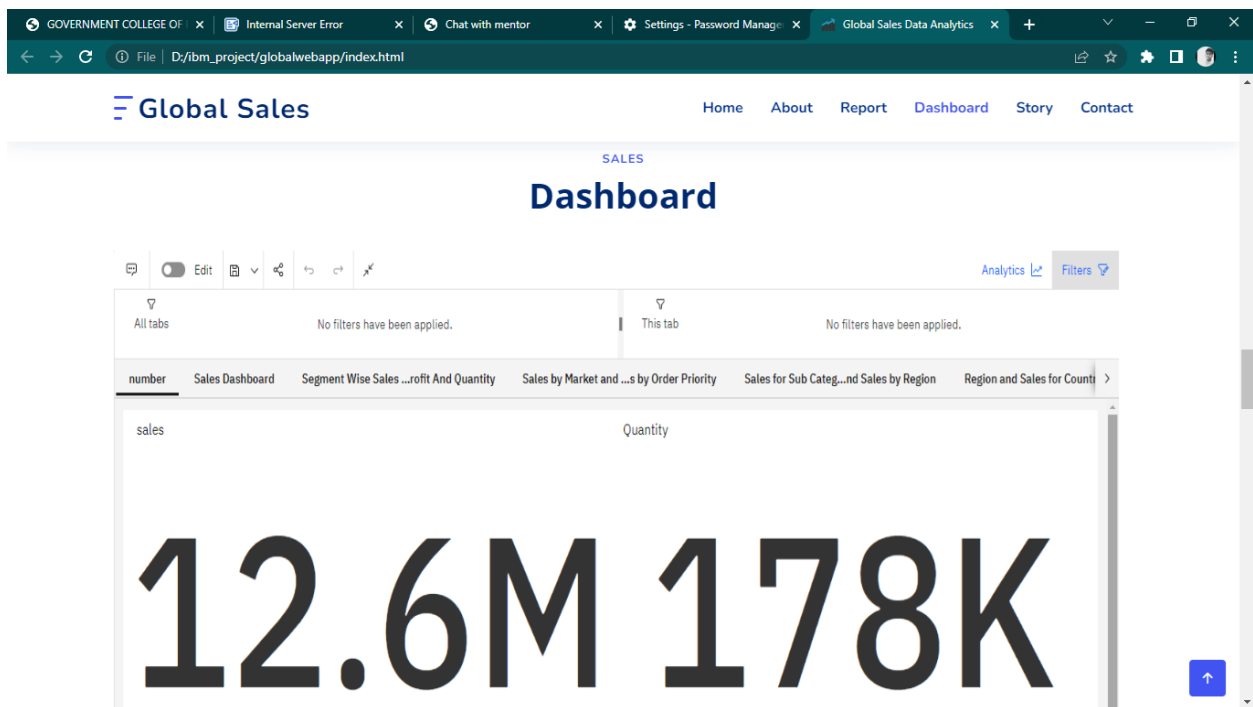 GOVERNMENT COLLEGE OF Internal Server Error Chat with mentor Settings - Password Manage Global Sales Data Analytics
File D:/ibm_project/globalwebapp/index.html
Global Sales Home About Report Dashboard Story Contact
SALES
Dashboard
Edit Analytics Filters
All tabs No filters have been applied. This tab No filters have been applied.
number Sales Dashboard Segment Wise Sales ...rofit And Quantity Sales by Market and ...s by Order Priority Sales for Sub Categ...nd Sales by Region Region and Sales for Countr
sales Quantity
12.6M 178K